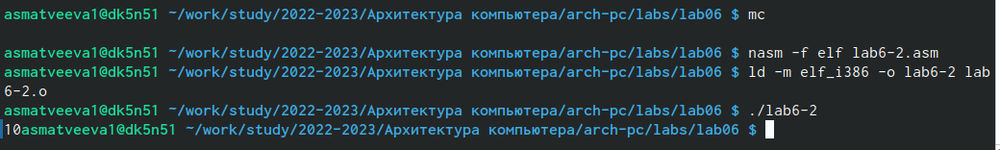 asmatveeva1@dk5n51 ~/work/study/2022-2023/Архитектура компьютера/arch-pc/labs/lab06 $ mc
asmatveeva1@dk5n51 ~/work/study/2022-2023/Архитектура компьютера/arch-pc/labs/lab06 $ nasm -f elf lab6-2.asm
asmatveeva1@dk5n51 ~/work/study/2022-2023/Архитектура компьютера/arch-pc/labs/lab06 $ ld -m elf_i386 -o lab6-2 lab
6-2.o
asmatveeva1@dk5n51 ~/work/study/2022-2023/Архитектура компьютера/arch-pc/labs/lab06 $ ./lab6-2
10asmatveeva1@dk5n51 ~/work/study/2022-2023/Архитектура компьютера/arch-pc/labs/lab06 $